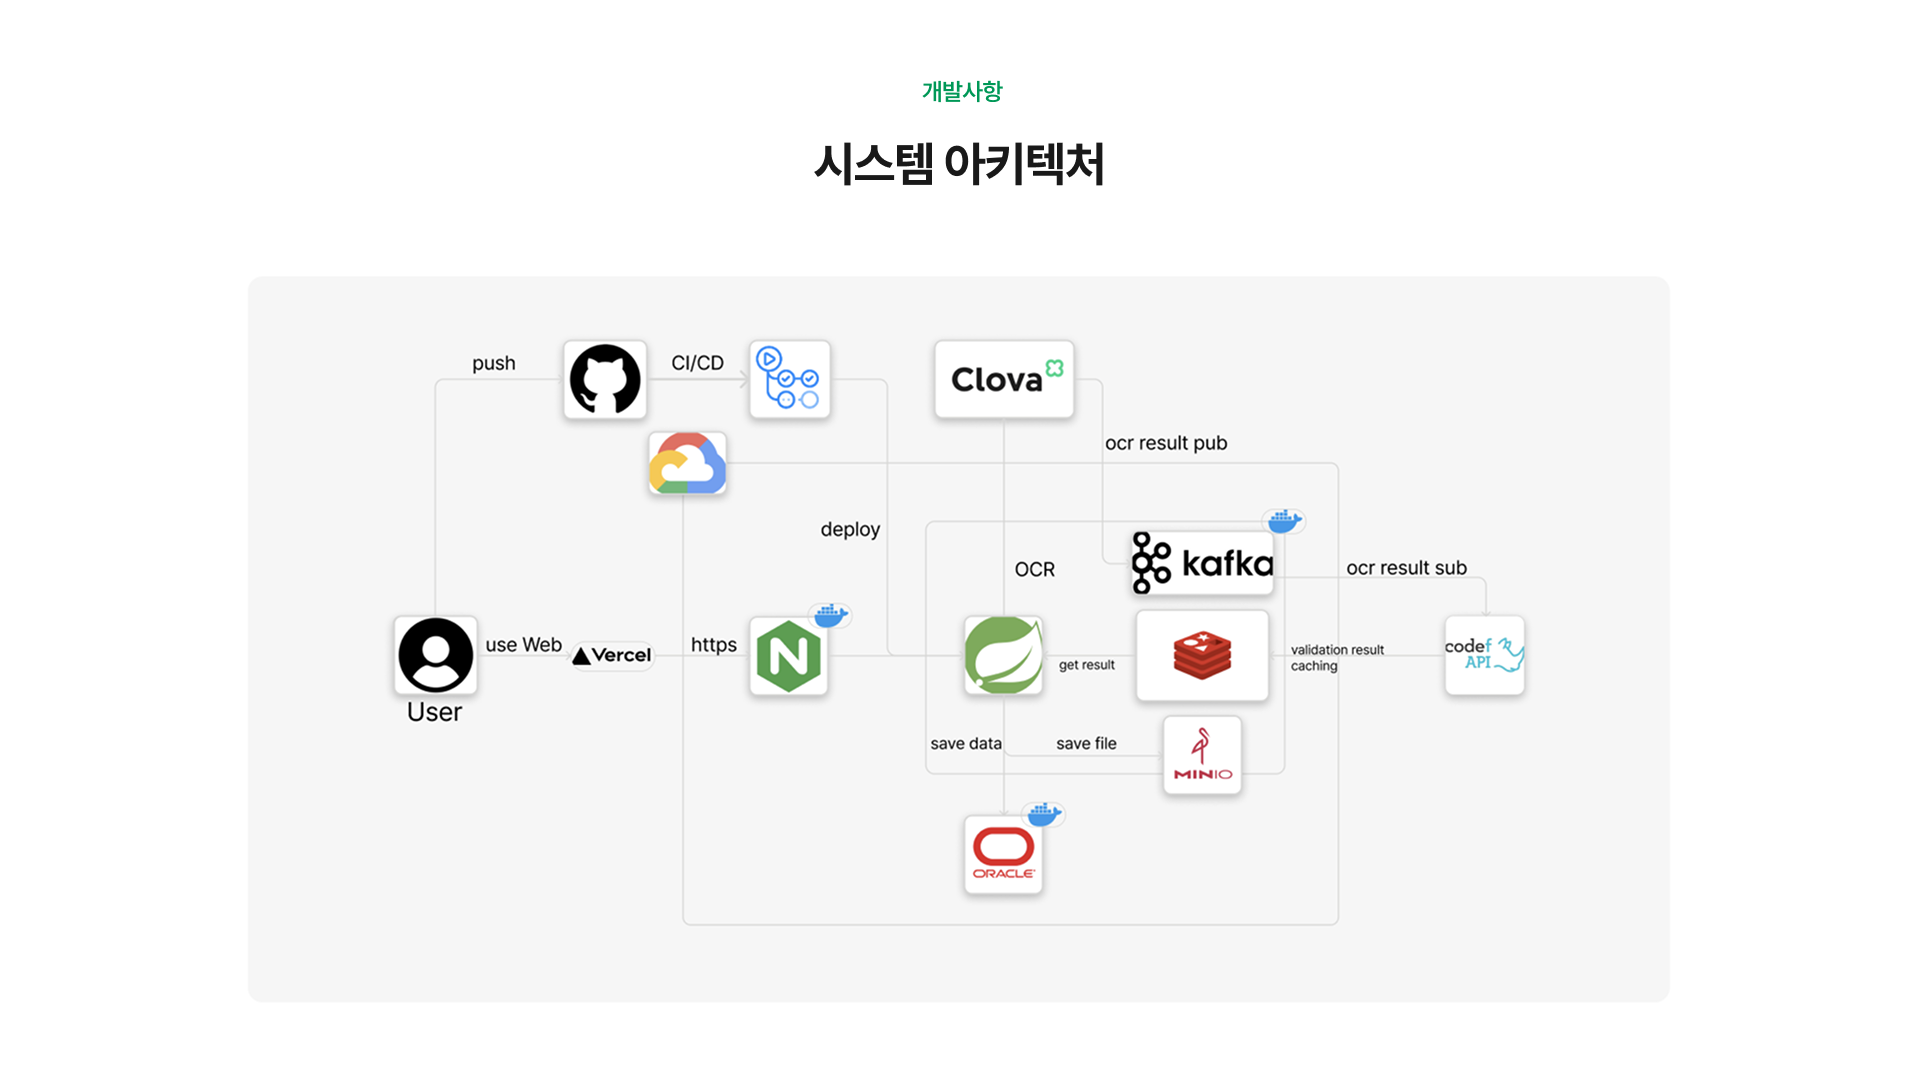 개발사항
시스템 아키텍처
push
CI/CD
Clova
ocr result pub
deploy
OCR
kafka
ocr result sub
use Web
Vercel
https
N
get result
validation result
caching
codef
API
User
save data
save file
MINIO
ORACLE